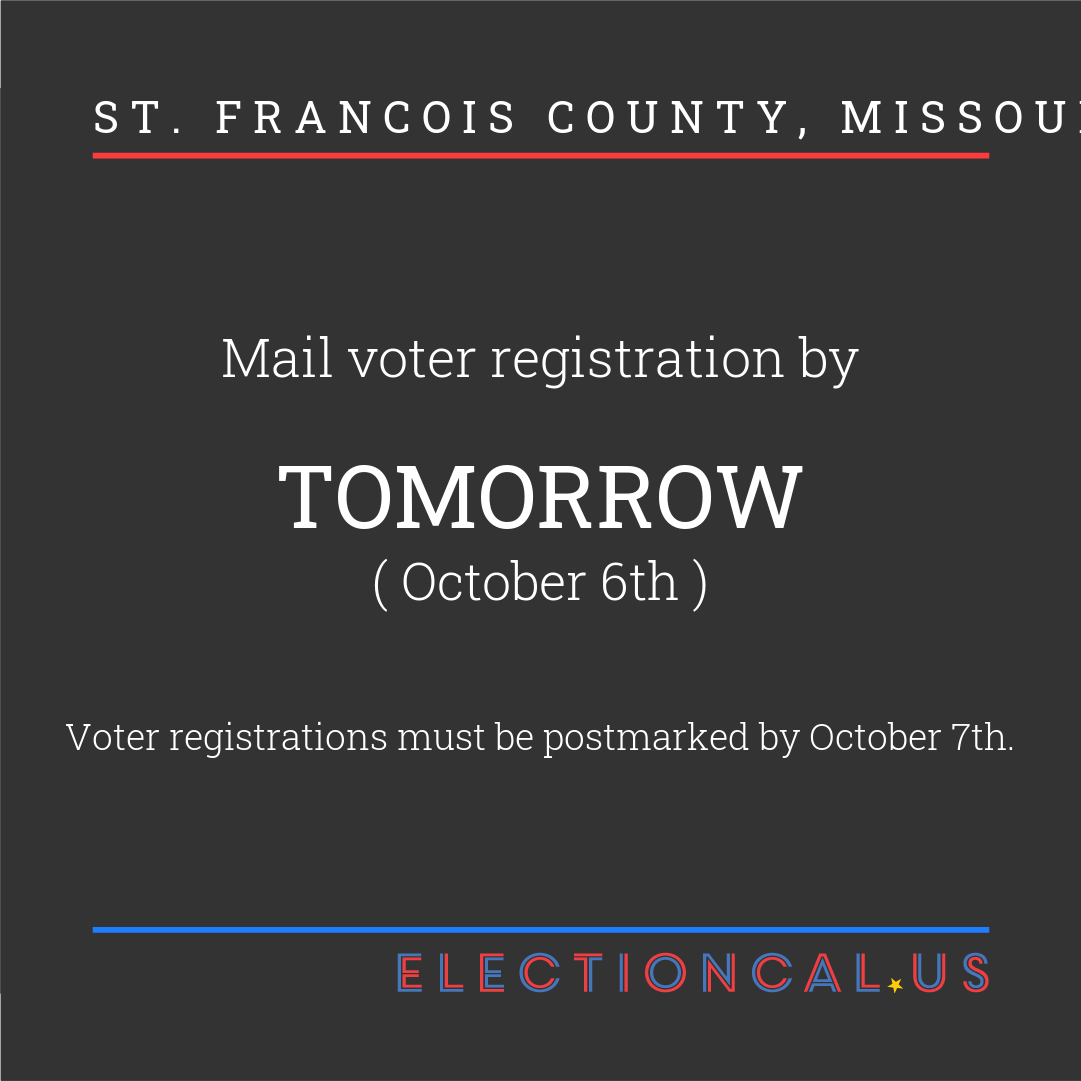 ST. FRANCOIS COUNTY, MISSOU
Mail voter registration by
TOMORROW
( October 6th )
Voter registrations must be postmarked by October 7th.
ELECTIONCAL.US